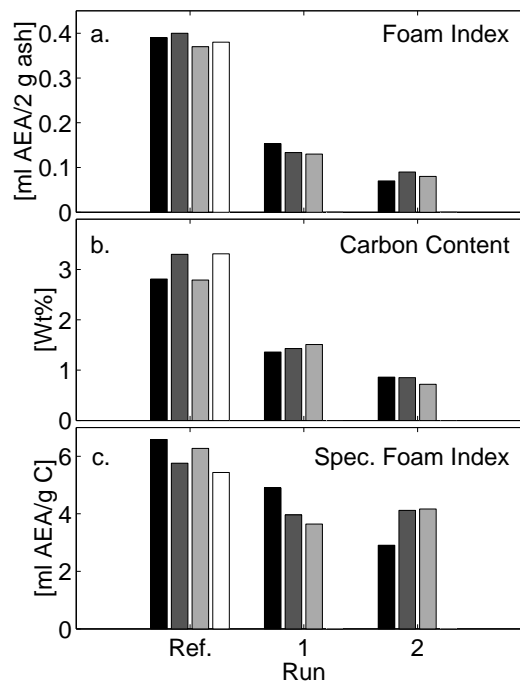 a.
Foam Index
[ml AEA/2 g ash]
0.4
0.3
0.2
0.1
0
b.
Carbon Content
[Wt%]
3
2
1
0
c.
Spec. Foam Index
[ml AEA/g C]
6
4
2
0
Ref.
1
2
Run